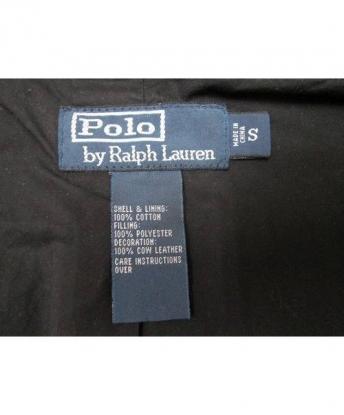 Polo
by Ralph Lauren
MADE IN
CHINA
S
SHELL & LINING:
100% COTTON
FILLING:
100% POLYESTER
DECORATION:
100% COW LEATHER
CARE INSTRUCTIONS
OVER